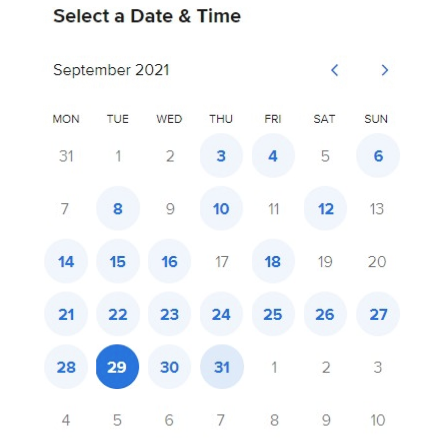 Select a Date & Time
September 2021
MON TUE WED THU FRI SAT SUN
31 1 2 3 4 5 6
7 8 9 10 11 12 13
14 15 16 17 18 19 20
21 22 23 24 25 26 27
28 29 30 31 1 2 3
4 5 6 7 8 9 10